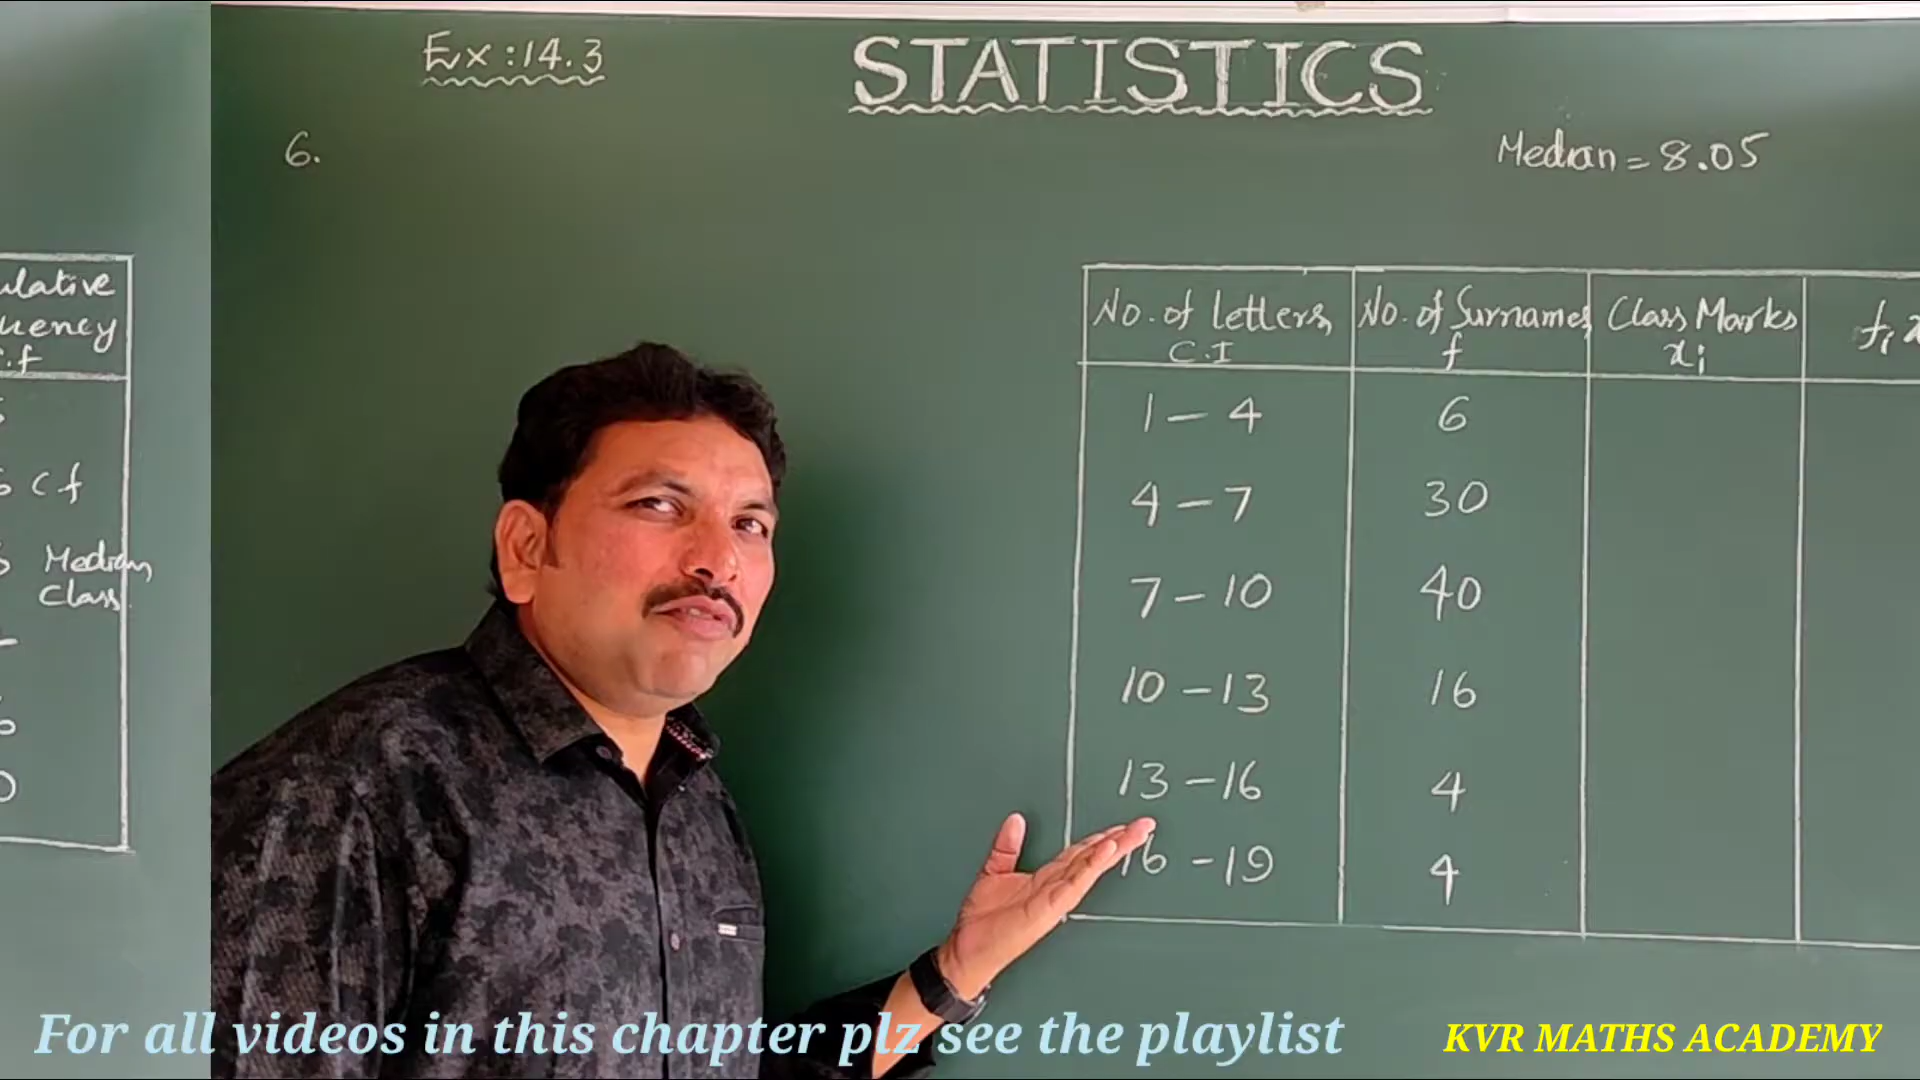 Ex : 14.3
STATISTICS
6.
Median = 8.05
No. of letters
C.I
No. of Surnames
f
Class Marks
xi
1 – 4 6
4 – 7 30
7 – 10 40
10 – 13 16
13 – 16 4
16 – 19 4
c f
Median
Class.
For all videos in this chapter plz see the playlist
KVR MATHS ACADEMY